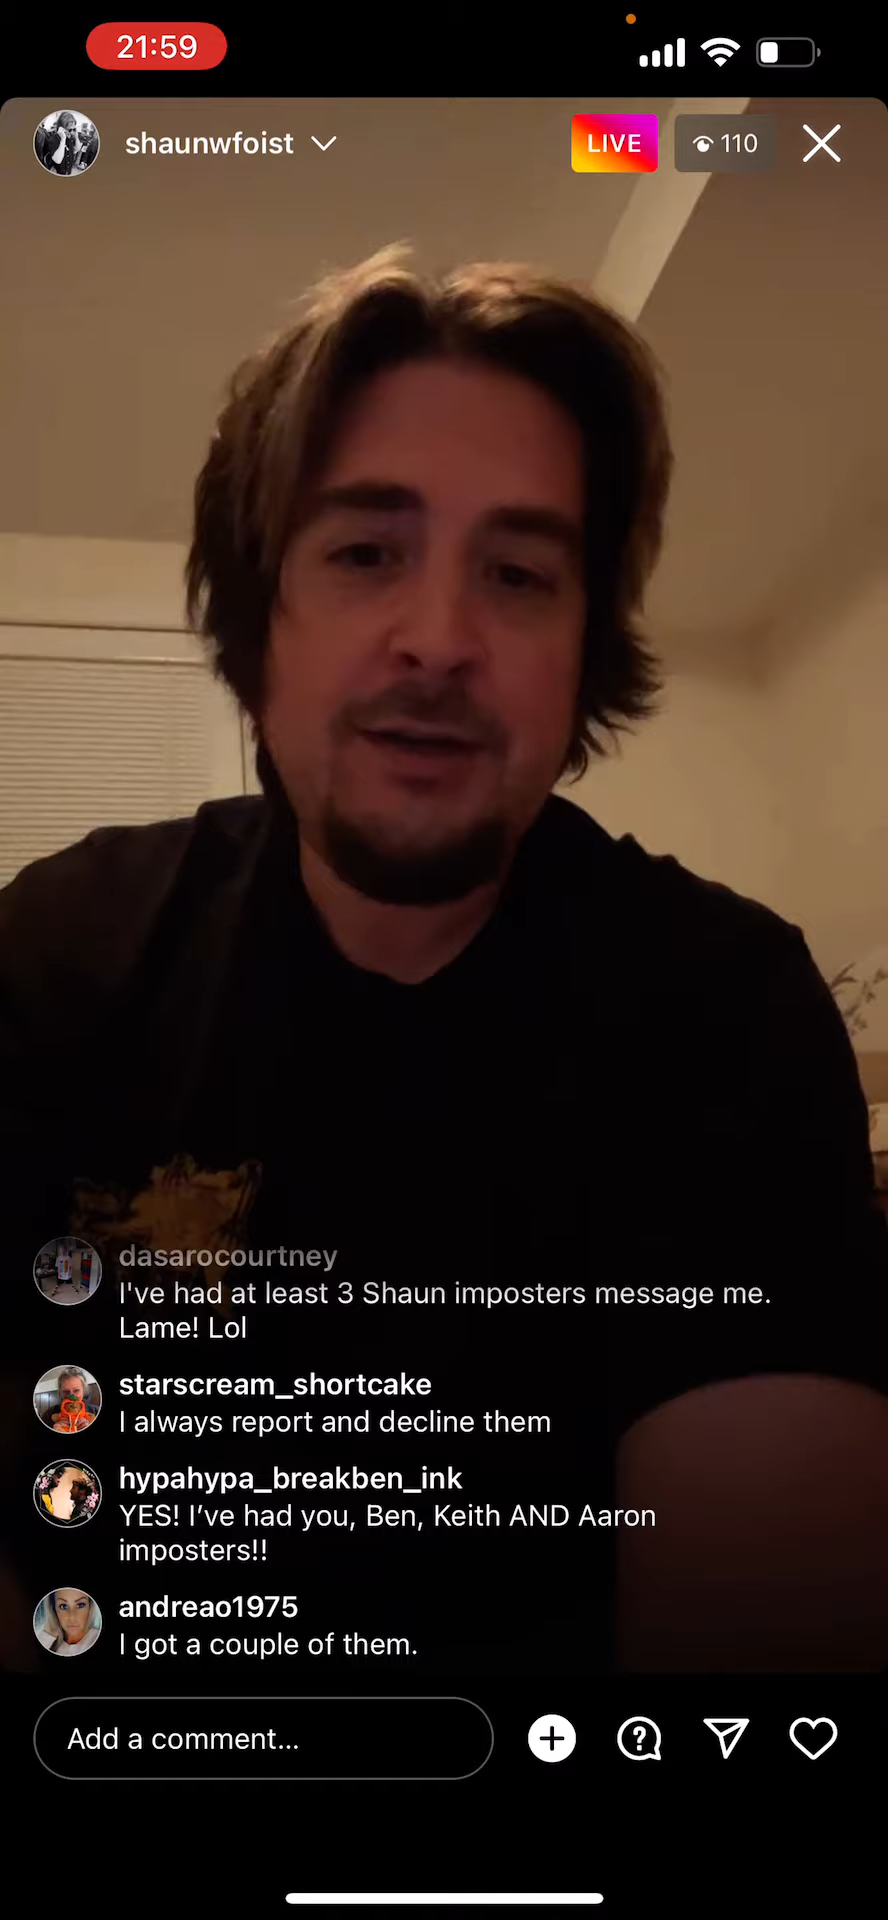 21:59
shaunwfoist
LIVE
110
dasarocourtney
I've had at least 3 Shaun imposters message me.
Lame! Lol
starscream_shortcake
I always report and decline them
hypahypa_breakben_ink
YES! I’ve had you, Ben, Keith AND Aaron
imposters!!
andreao1975
I got a couple of them.
Add a comment...